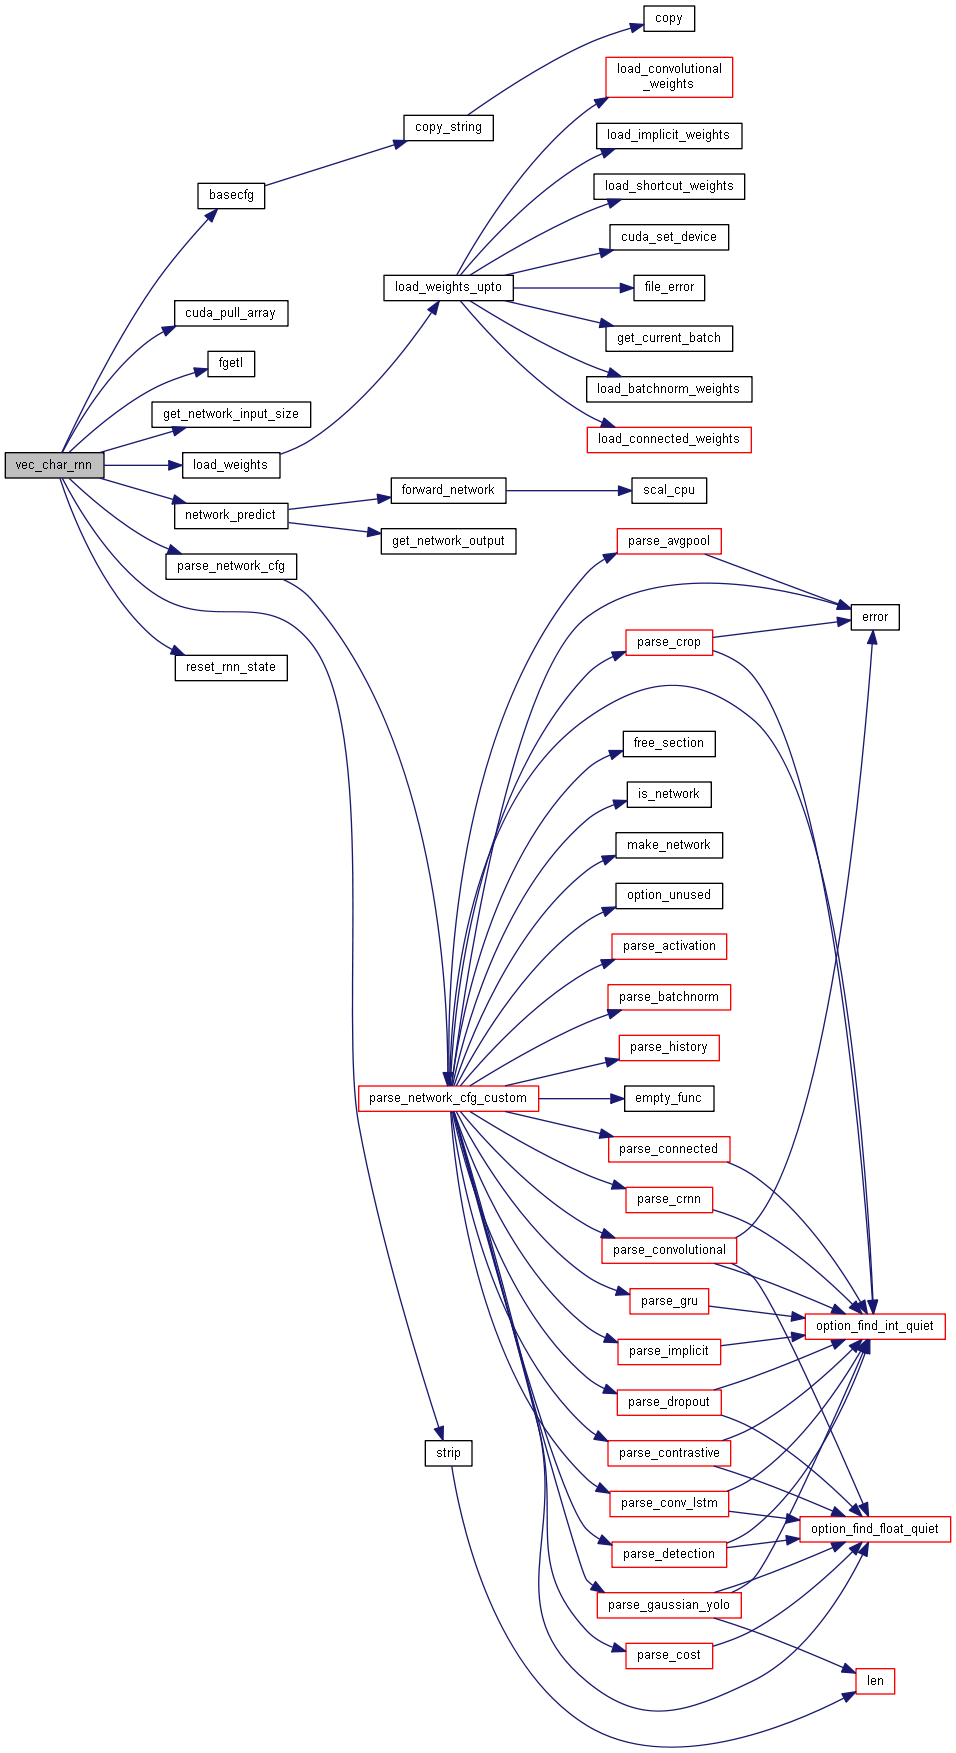 copy
load_convolutional
_weights
copy_string
load_implicit_weights
load_shortcut_weights
basecfg
cuda_set_device
load_weights_upto
file_error
cuda_pull_array
get_current_batch
fgetl
load_batchnorm_weights
get_network_input_size
load_connected_weights
vec_char_rnn
load_weights
forward_network
scal_cpu
network_predict
get_network_output
parse_avgpool
parse_network_cfg
error
parse_crop
reset_rnn_state
free_section
is_network
make_network
option_unused
parse_activation
parse_batchnorm
parse_history
parse_network_cfg_custom
empty_func
parse_connected
parse_crnn
parse_convolutional
parse_gru
option_find_int_quiet
parse_implicit
parse_dropout
strip
parse_contrastive
parse_conv_lstm
option_find_float_quiet
parse_detection
parse_gaussian_yolo
parse_cost
len